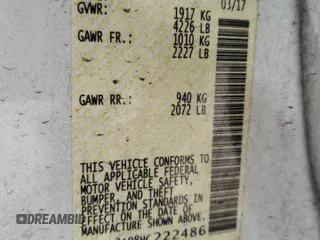 03/17
GVWR: 1917 KG
4226 LB
GAWR FR.: 1010 KG
2227 LB
GAWR RR.: 940 KG
2072 LB
THIS VEHICLE CONFORMS TO
ALL APPLICABLE FEDERAL
MOTOR VEHICLE SAFETY,
BUMPER, AND THEFT
PREVENTION STANDARDS IN
EFFECT ON THE DATE OF
MANUFACTURE SHOWN ABOVE.
222486
DREAMBID